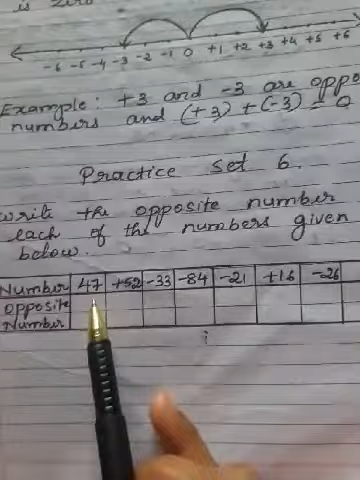 is zero
-6 -5 -4 -3 -2 -1 0 +1 +2 +3 +4 +5 +6
Example: +3 and -3 are oppo
numbers and (+3) + (-3) = 0
Practice set 6.
write the opposite number
each of the numbers given
below.
Number 47 +52 -33 -84 -21 +16 -26
opposite
Number